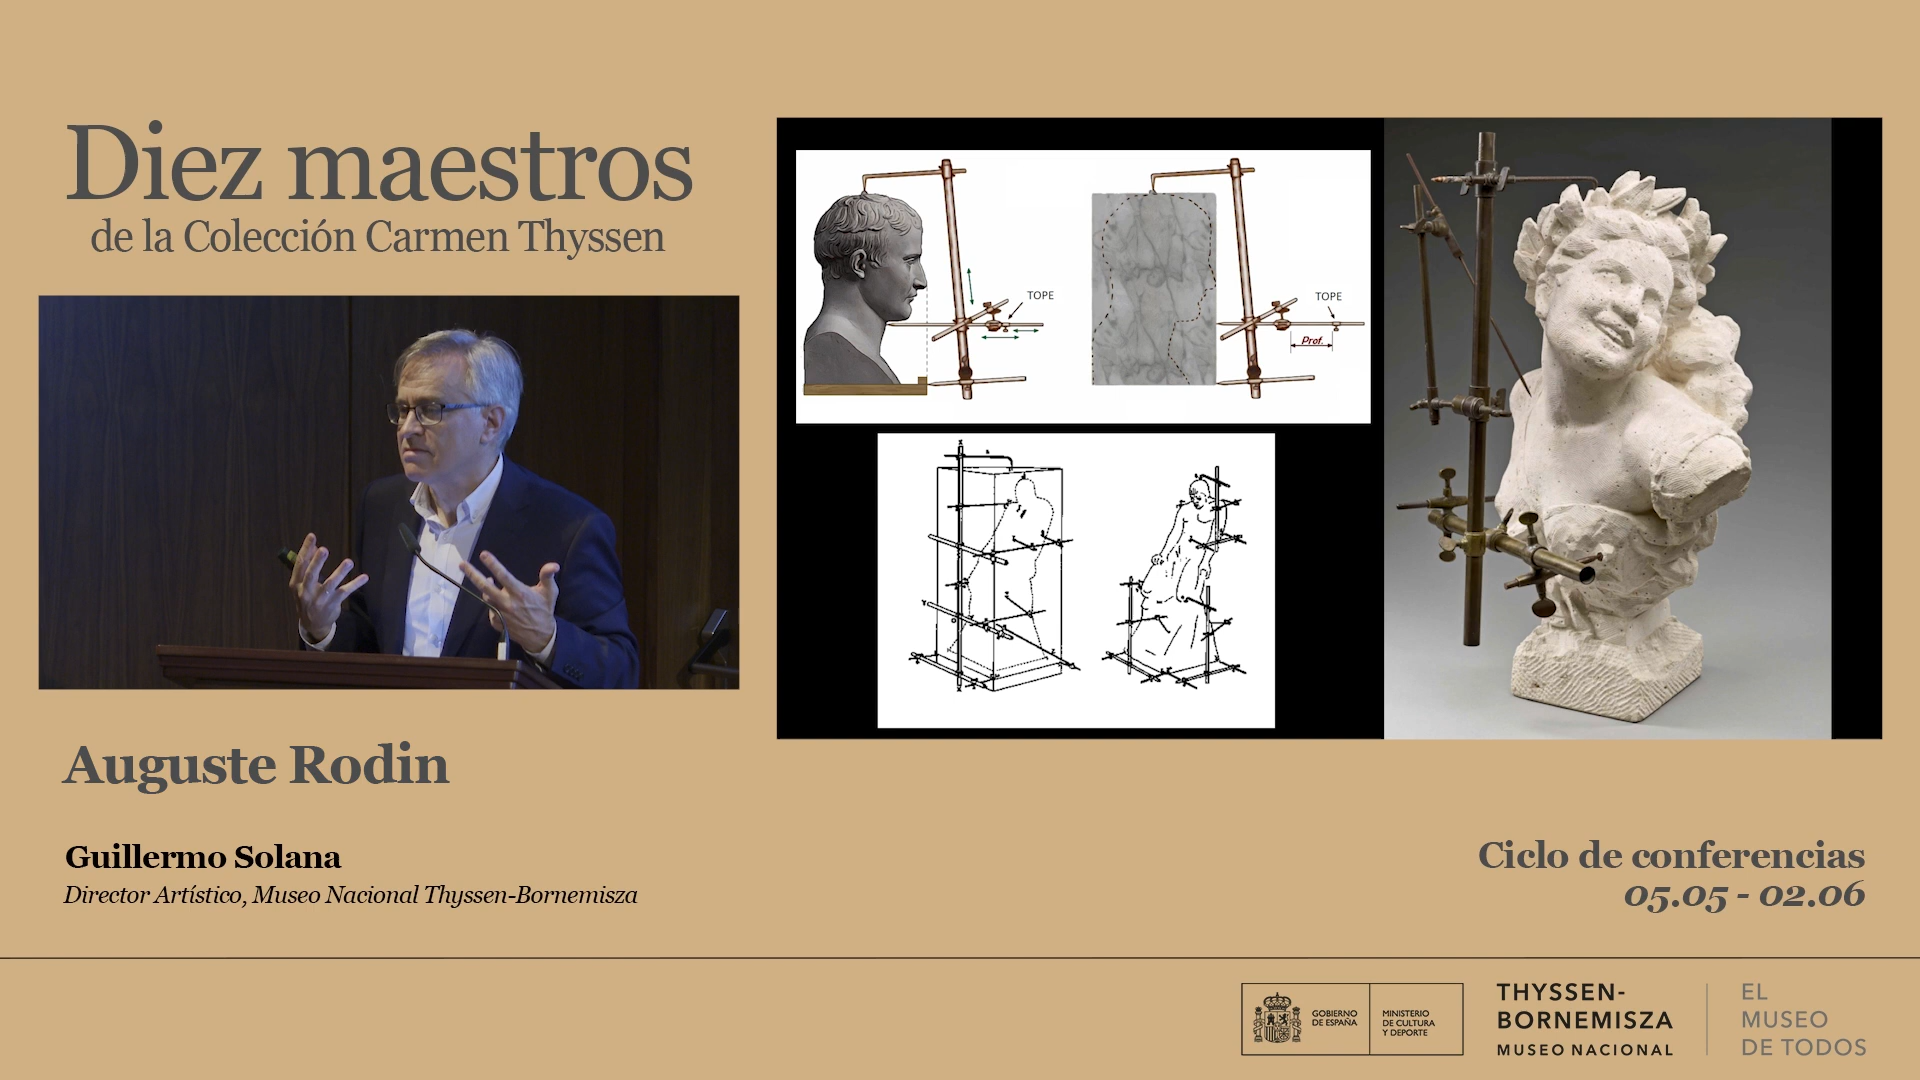 Diez maestros
de la Colección Carmen Thyssen
TOPE
TOPE
Prof.
Auguste Rodin
Guillermo Solana
Director Artístico, Museo Nacional Thyssen-Bornemisza
Ciclo de conferencias
05.05 - 02.06
GOBIERNO
DE ESPAÑA
MINISTERIO
DE CULTURA
Y DEPORTE
THYSSEN-
BORNEMISZA
MUSEO NACIONAL
EL
MUSEO
DE TODOS